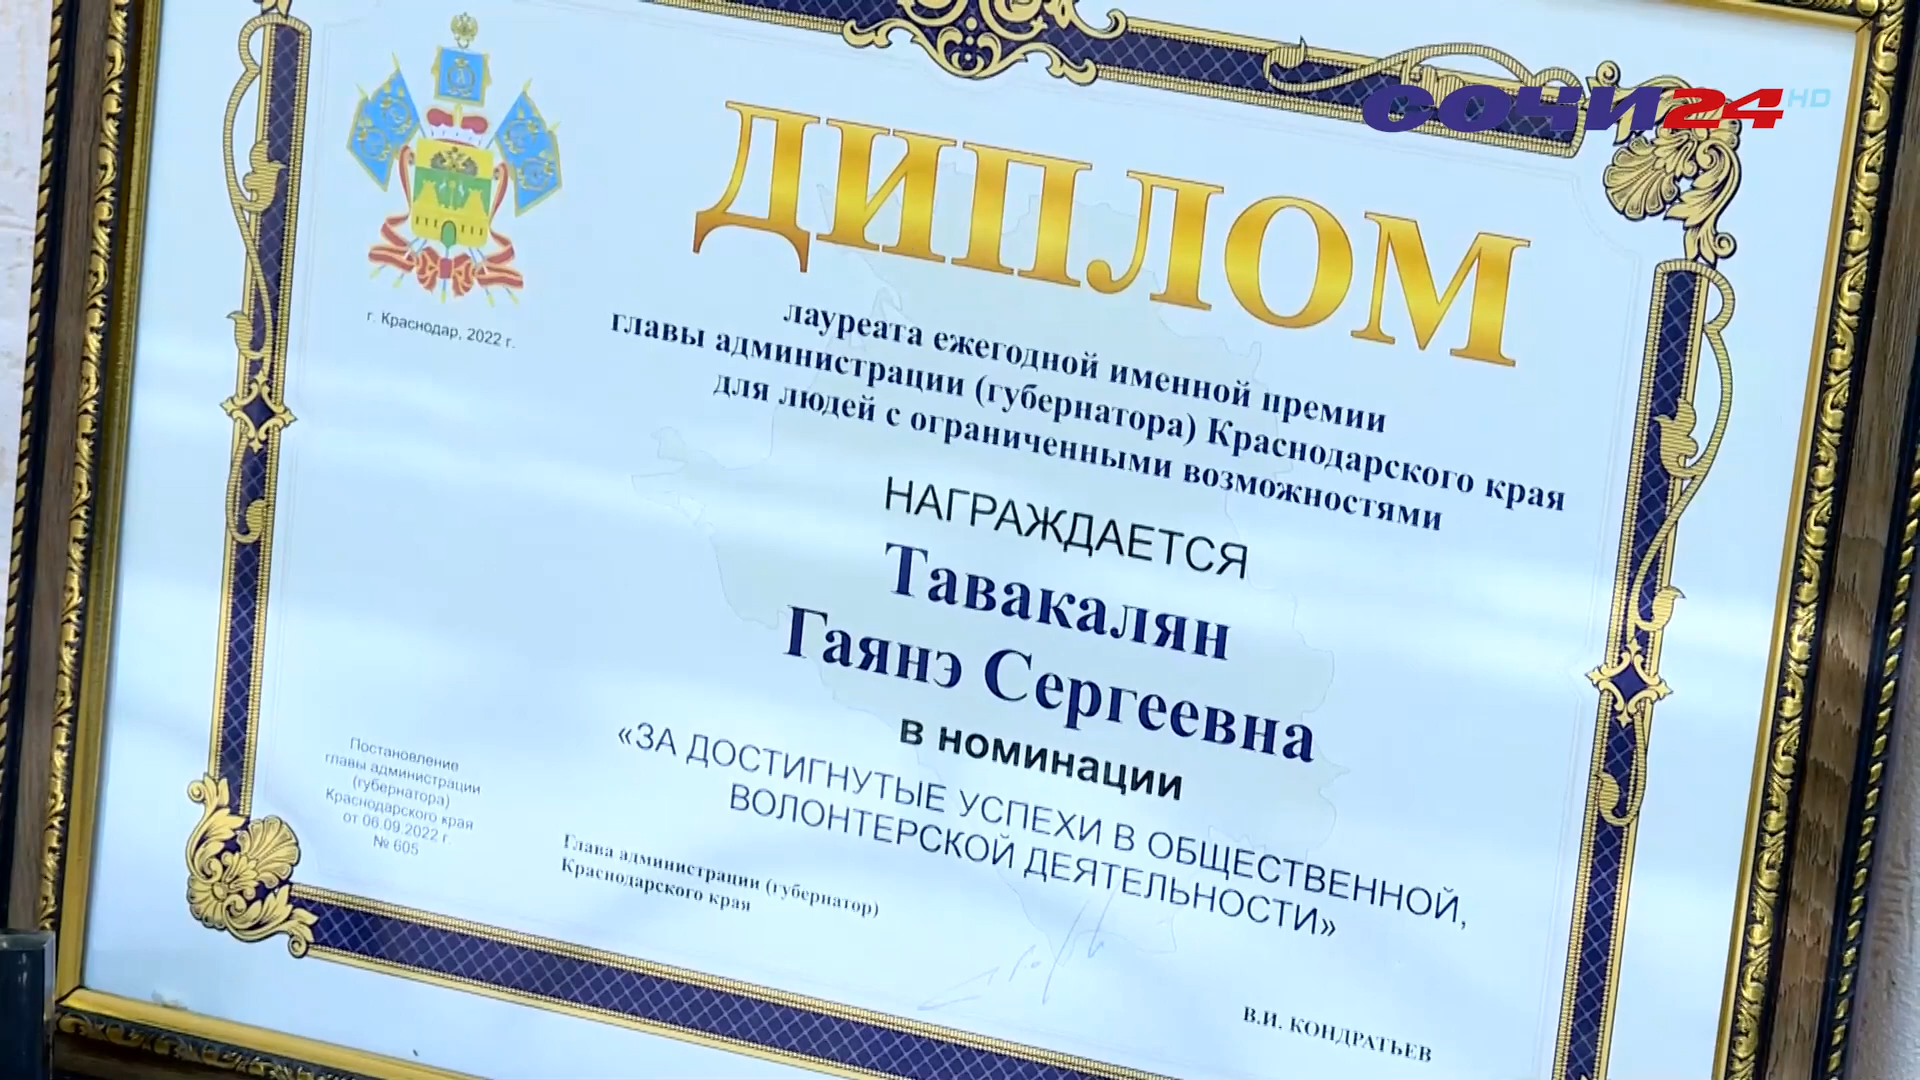 СОЧИ24 HD
ДИПЛОМ
г. Краснодар, 2022 г.
лауреата ежегодной именной премии
главы администрации (губернатора) Краснодарского края
для людей с ограниченными возможностями
НАГРАЖДАЕТСЯ
Тавакалян
Гаянэ Сергеевна
в номинации
«ЗА ДОСТИГНУТЫЕ УСПЕХИ В ОБЩЕСТВЕННОЙ,
ВОЛОНТЕРСКОЙ ДЕЯТЕЛЬНОСТИ»
Постановление
главы администрации
(губернатора)
Краснодарского края
от 06.09.2022 г.
№ 605
Глава администрации (губернатор)
Краснодарского края
В.И. КОНДРАТЬЕВ